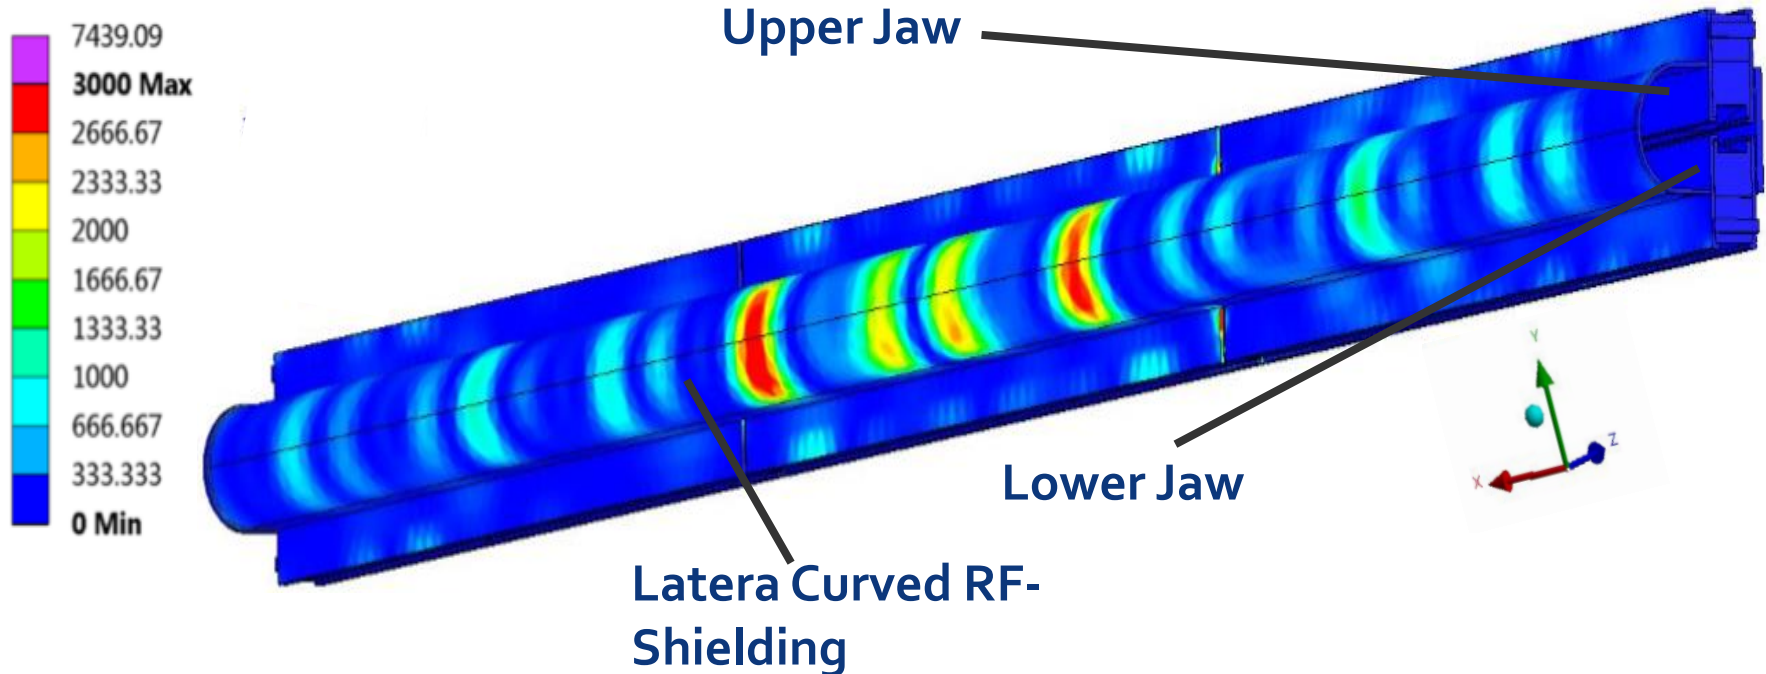 7439.09
3000 Max
2666.67
2333.33
2000
1666.67
1333.33
1000
666.667
333.333
0 Min
Upper Jaw
Lower Jaw
Latera Curved RF-
Shielding
Y
X
Z